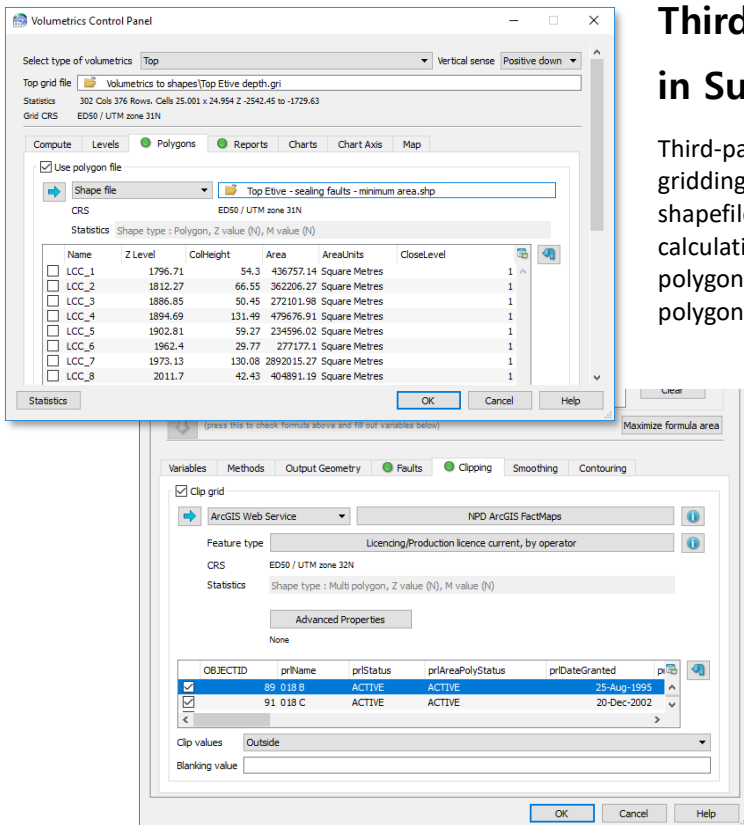 Volumetrics Control Panel
Select type of volumetrics Top Vertical sense Positive down
Top grid file Volumetrics to shapes\Top Etive depth.gri
Statistics 302 Cols 376 Rows. Cells 25.001 x 24.954 Z -2542.45 to -1729.63
Grid CRS ED50 / UTM zone 31N
Compute Levels Polygons Reports Charts Chart Axis Map
Use polygon file
Shape file Top Etive - sealing faults - minimum area.shp
CRS ED50 / UTM zone 31N
Statistics Shape type : Polygon, Z value (N), M value (N)
Name Z Level ColHeight Area AreaUnits CloseLevel
LCC_1 1796.71 54.3 436757.14 Square Metres 1
LCC_2 1812.27 66.55 362206.27 Square Metres 1
LCC_3 1886.85 50.45 272101.98 Square Metres 1
LCC_4 1894.69 131.49 479676.91 Square Metres 1
LCC_5 1902.81 59.27 234596.02 Square Metres 1
LCC_6 1962.4 29.77 277177.1 Square Metres 1
LCC_7 1973.13 130.08 2892015.27 Square Metres 1
LCC_8 2011.7 42.43 404891.19 Square Metres 1
Statistics OK Cancel Help
Third
in Su
Third-pa
gridding
shapefil
calculati
polygon
polygon
Clear
(press this to check formula above and fill out variables below) Maximize formula area
Variables Methods Output Geometry Faults Clipping Smoothing Contouring
Clip grid
ArcGIS Web Service NPD ArcGIS FactMaps
Feature type Licencing/Production licence current, by operator
CRS ED50 / UTM zone 32N
Statistics Shape type : Multi polygon, Z value (N), M value (N)
Advanced Properties
None
OBJECTID prlName prlStatus prlAreaPolyStatus prlDateGranted
89 018 B ACTIVE ACTIVE 25-Aug-1995
91 018 C ACTIVE ACTIVE 20-Dec-2002
Clip values Outside
Blanking value
OK Cancel Help